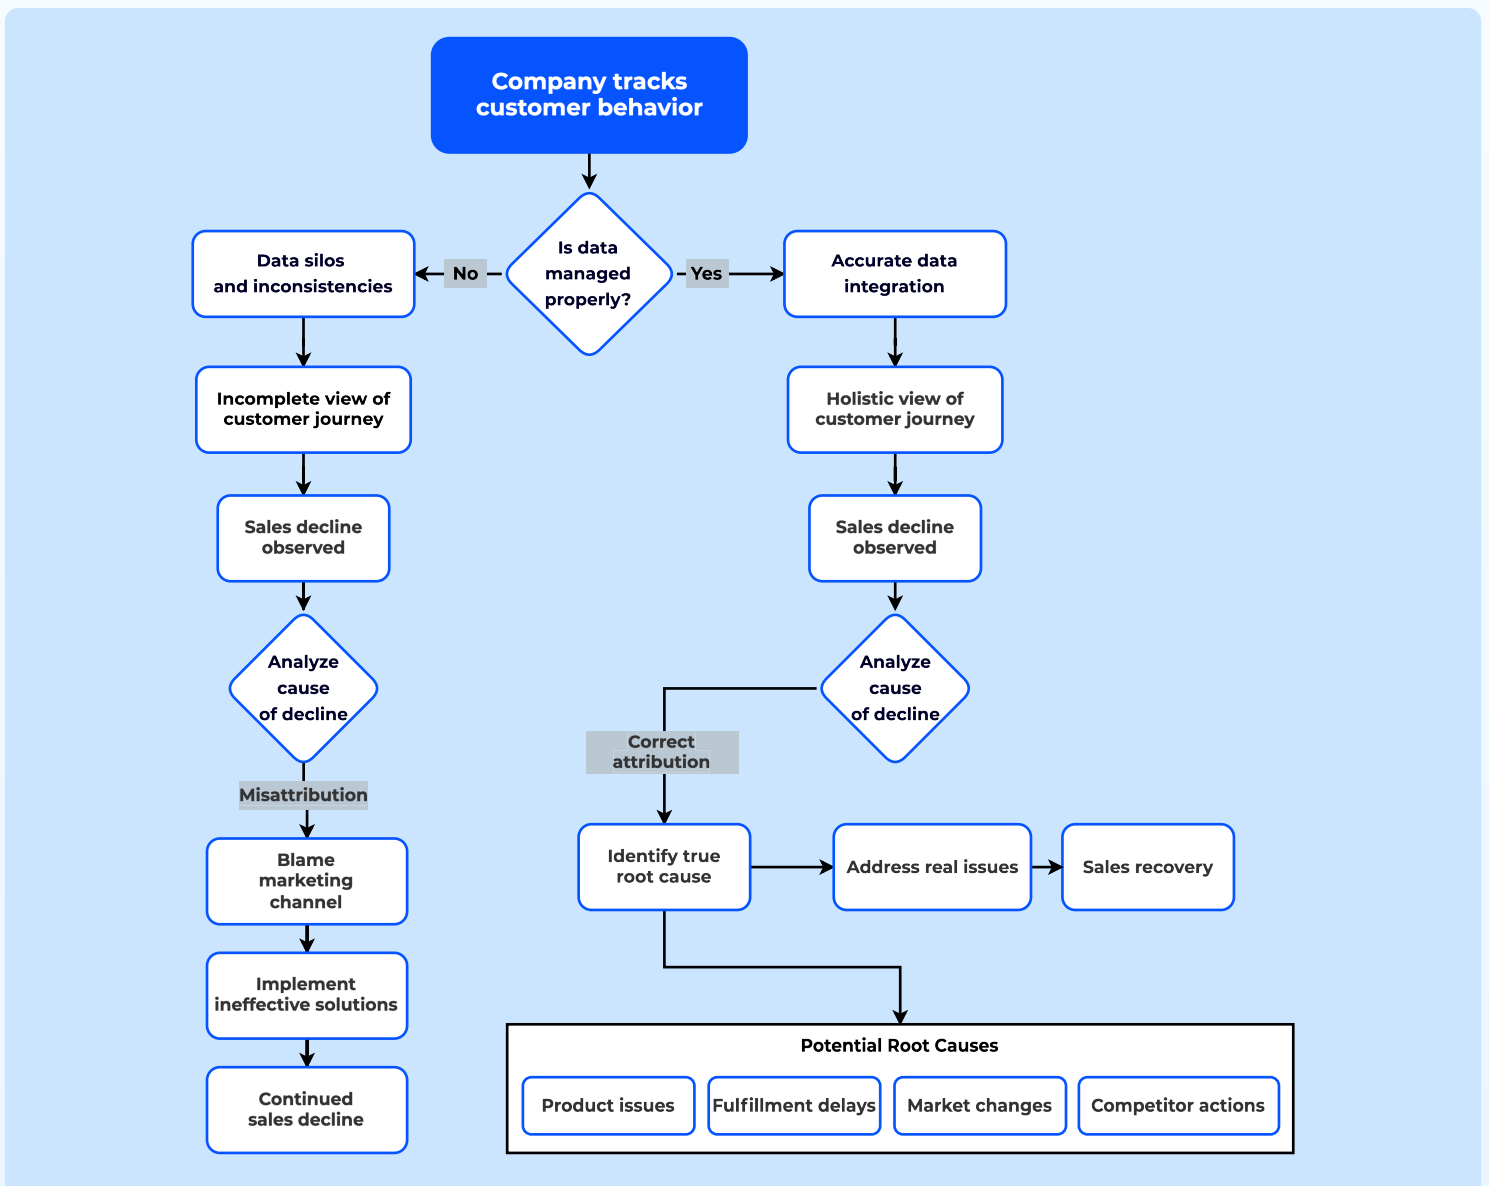 Company tracks
customer behavior
Is data
managed
properly?
No
Yes
Data silos
and inconsistencies
Accurate data
integration
Incomplete view of
customer journey
Holistic view of
customer journey
Sales decline
observed
Sales decline
observed
Analyze
cause
of decline
Analyze
cause
of decline
Misattribution
Correct
attribution
Blame
marketing
channel
Identify true
root cause
Address real issues
Sales recovery
Implement
ineffective solutions
Continued
sales decline
Potential Root Causes
Product issues
Fulfillment delays
Market changes
Competitor actions